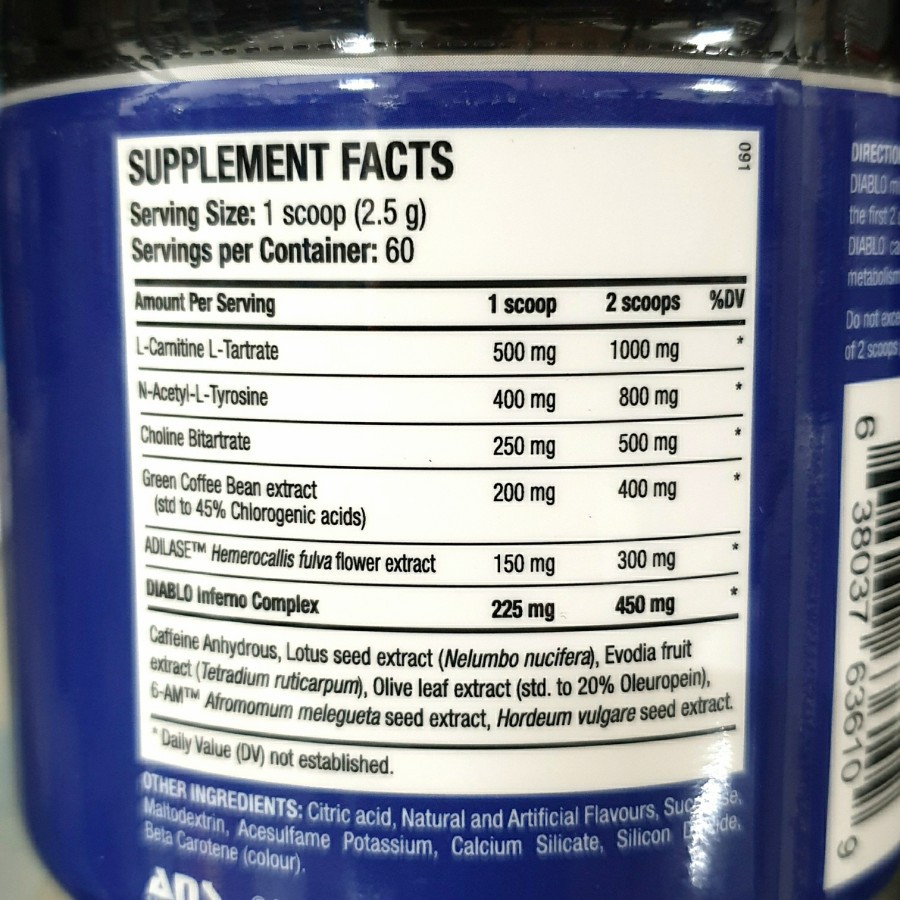 SUPPLEMENT FACTS
091
Serving Size: 1 scoop (2.5 g)
Servings per Container: 60
Amount Per Serving 1 scoop 2 scoops %DV
L-Carnitine L-Tartrate 500 mg 1000 mg *
N-Acetyl-L-Tyrosine 400 mg 800 mg *
Choline Bitartrate 250 mg 500 mg *
Green Coffee Bean extract 200 mg 400 mg *
(std to 45% Chlorogenic acids)
ADILASE™ Hemerocallis fulva flower extract 150 mg 300 mg *
DIABLO Inferno Complex 225 mg 450 mg *
Caffeine Anhydrous, Lotus seed extract (Nelumbo nucifera), Evodia fruit
extract (Tetradium ruticarpum), Olive leaf extract (std. to 20% Oleuropein),
6-AM™ Afromomum melegueta seed extract, Hordeum vulgare seed extract.
* Daily Value (DV) not established.
OTHER INGREDIENTS: Citric acid, Natural and Artificial Flavours,
Maltodextrin, Acesulfame Potassium, Calcium Silicate, Silicon
Beta Carotene (colour).
DIABLO
the first 2
DIABLO
Do not
of 2 scoops
6 38037 63610 9